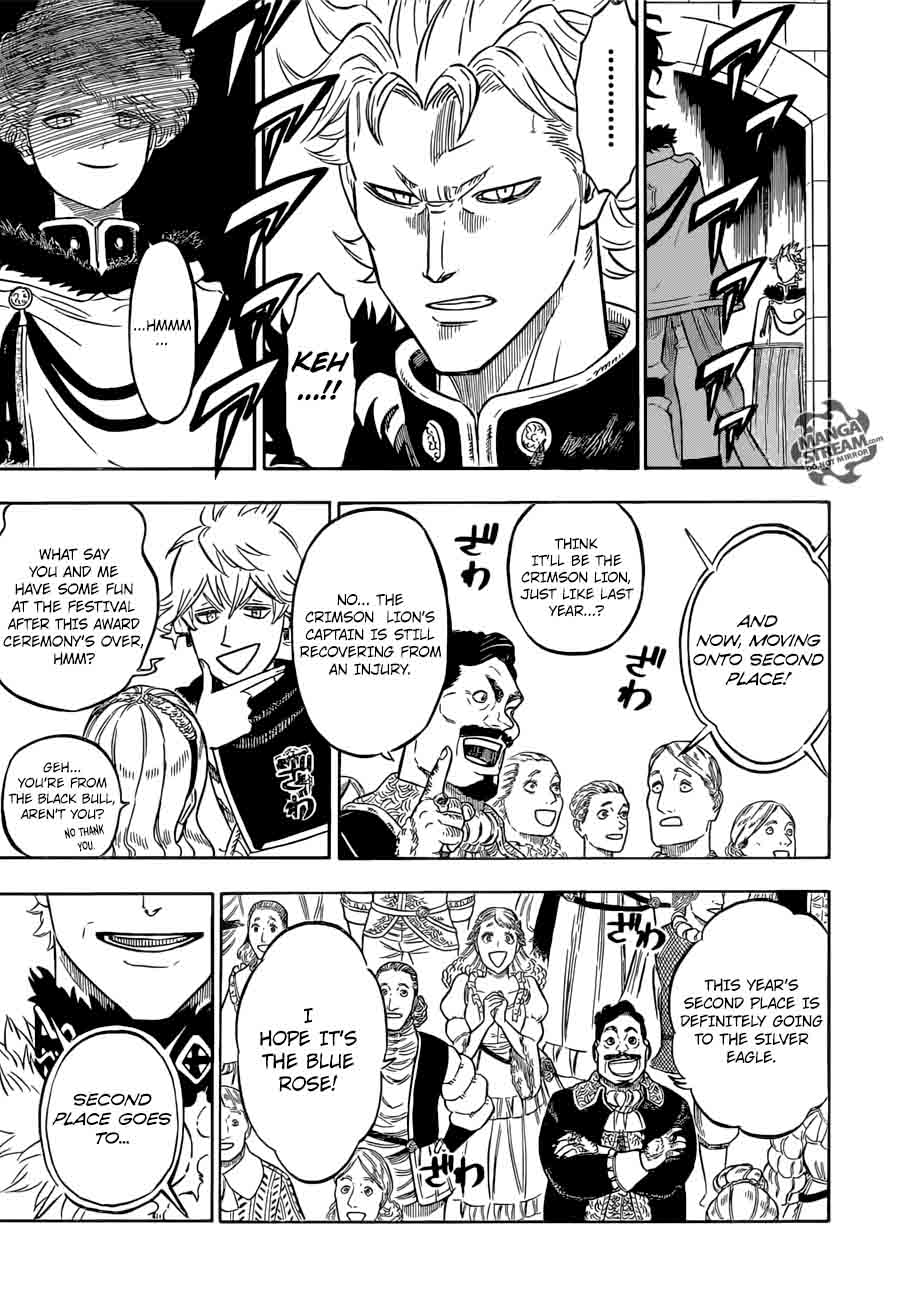 .........
KEH
...!!
...HMMM
...
MANGA
STREAM.com
DO NOT MIRROR
AND
NOW, MOVING
ONTO SECOND
PLACE!
THINK
IT'LL BE THE
CRIMSON LION,
JUST LIKE LAST
YEAR...?
ざわ
ざわ
NO... THE
CRIMSON LION'S
CAPTAIN IS STILL
RECOVERING FROM
AN INJURY.
WHAT SAY
YOU AND ME
HAVE SOME FUN
AT THE FESTIVAL
AFTER THIS AWARD
CEREMONY'S OVER,
HMM?
ざわ
GEH...
YOU'RE FROM
THE BLACK BULL,
AREN'T YOU?
NO THANK
YOU.
THIS YEAR'S
SECOND PLACE IS
DEFINITELY GOING
TO THE SILVER
EAGLE.
ざわ
I
HOPE IT'S
THE BLUE
ROSE!
ざわ
SECOND
PLACE GOES
TO...